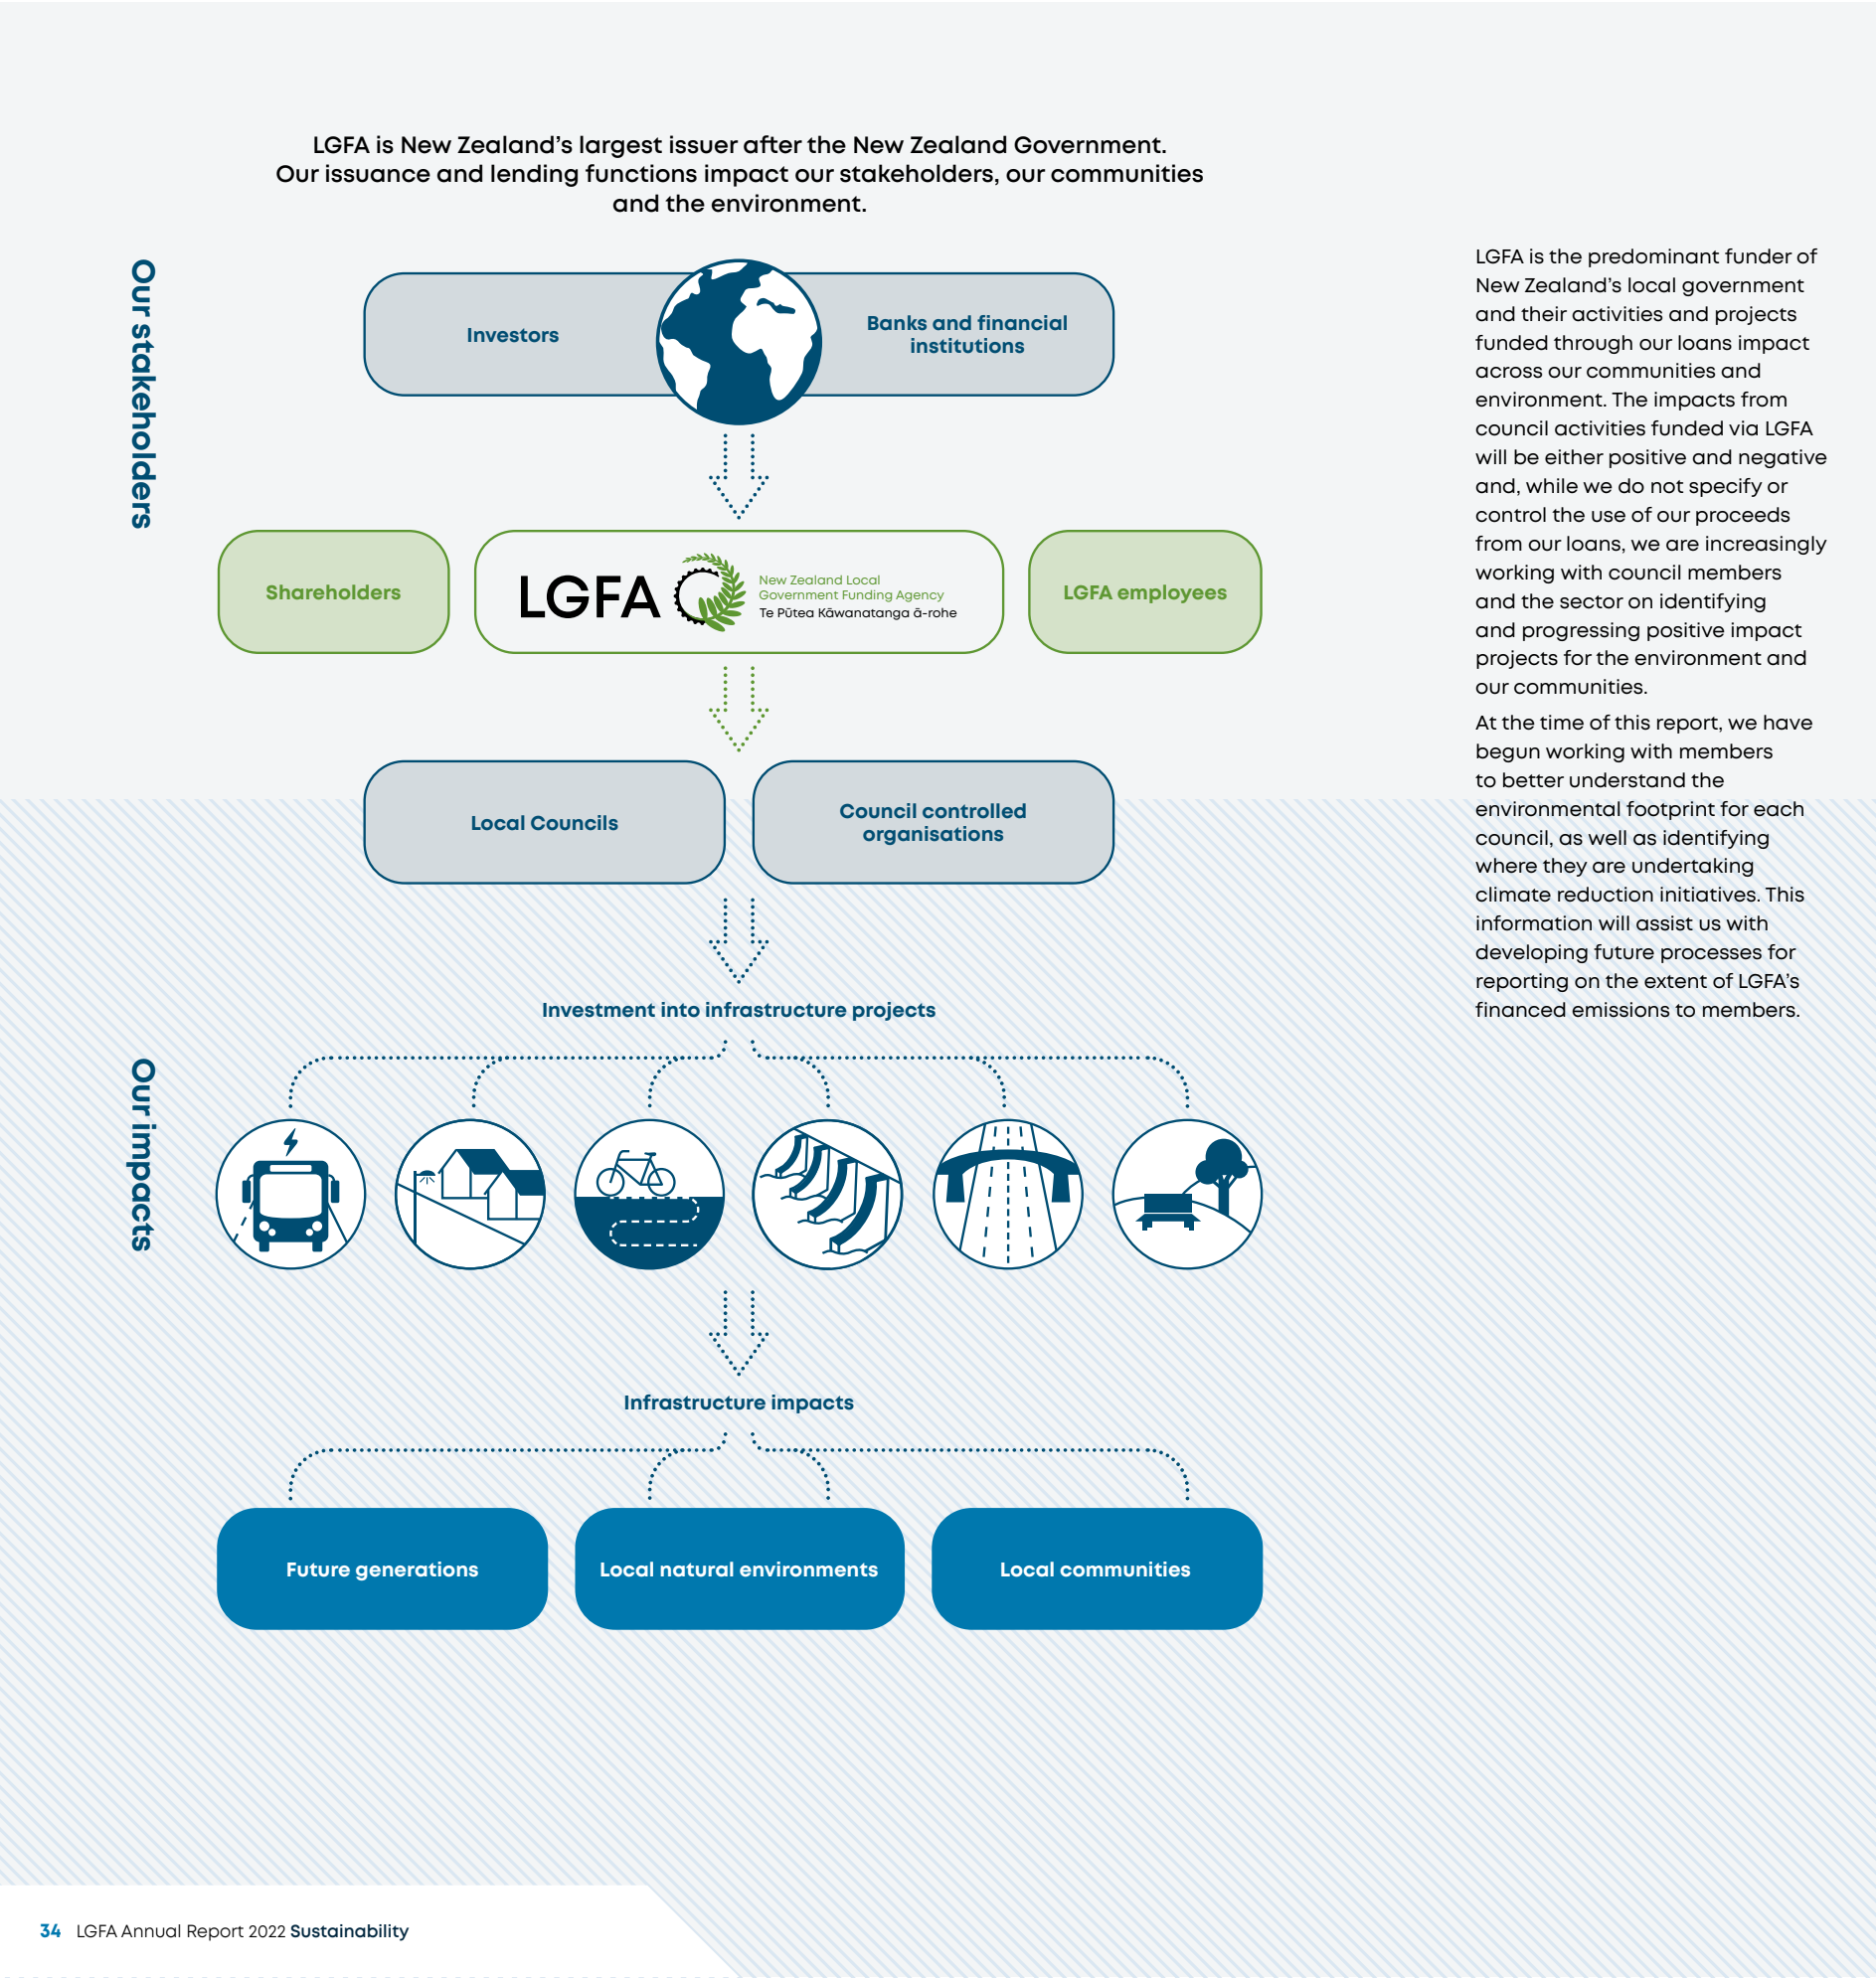 LGFA is New Zealand’s largest issuer after the New Zealand Government.
Our issuance and lending functions impact our stakeholders, our communities
and the environment.
Our stakeholders
Investors
Banks and financial
institutions
Shareholders
LGFA
New Zealand Local
Government Funding Agency
Te Pūtea Kāwanatanga ā-rohe
LGFA employees
Local Councils
Council controlled
organisations
Investment into infrastructure projects
Our impacts
Infrastructure impacts
Future generations
Local natural environments
Local communities
LGFA is the predominant funder of
New Zealand’s local government
and their activities and projects
funded through our loans impact
across our communities and
environment. The impacts from
council activities funded via LGFA
will be either positive and negative
and, while we do not specify or
control the use of our proceeds
from our loans, we are increasingly
working with council members
and the sector on identifying
and progressing positive impact
projects for the environment and
our communities.
At the time of this report, we have
begun working with members
to better understand the
environmental footprint for each
council, as well as identifying
where they are undertaking
climate reduction initiatives. This
information will assist us with
developing future processes for
reporting on the extent of LGFA’s
financed emissions to members.
34 LGFA Annual Report 2022 Sustainability